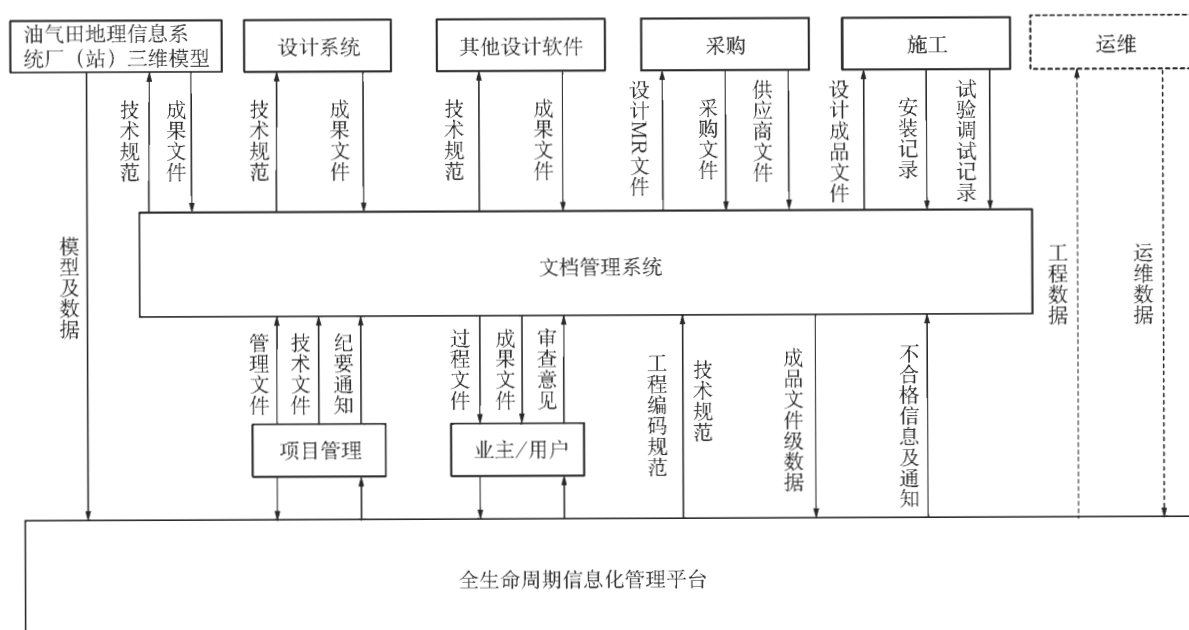 油气田地理信息系
统厂（站）三维模型
设计系统
其他设计软件
采购
施工
运维
技术规范
成果文件
技术规范
成果文件
技术规范
成果文件
设计MR文件
采购文件
供应商文件
设计成品文件
安装记录
试验调试记录
模型及数据
文档管理系统
工程数据
运维数据
管理文件
技术文件
纪要通知
过程文件
成果文件
审查意见
工程编码规范
技术规范
成品文件级数据
不合格信息及通知
项目管理
业主/用户
全生命周期信息化管理平台